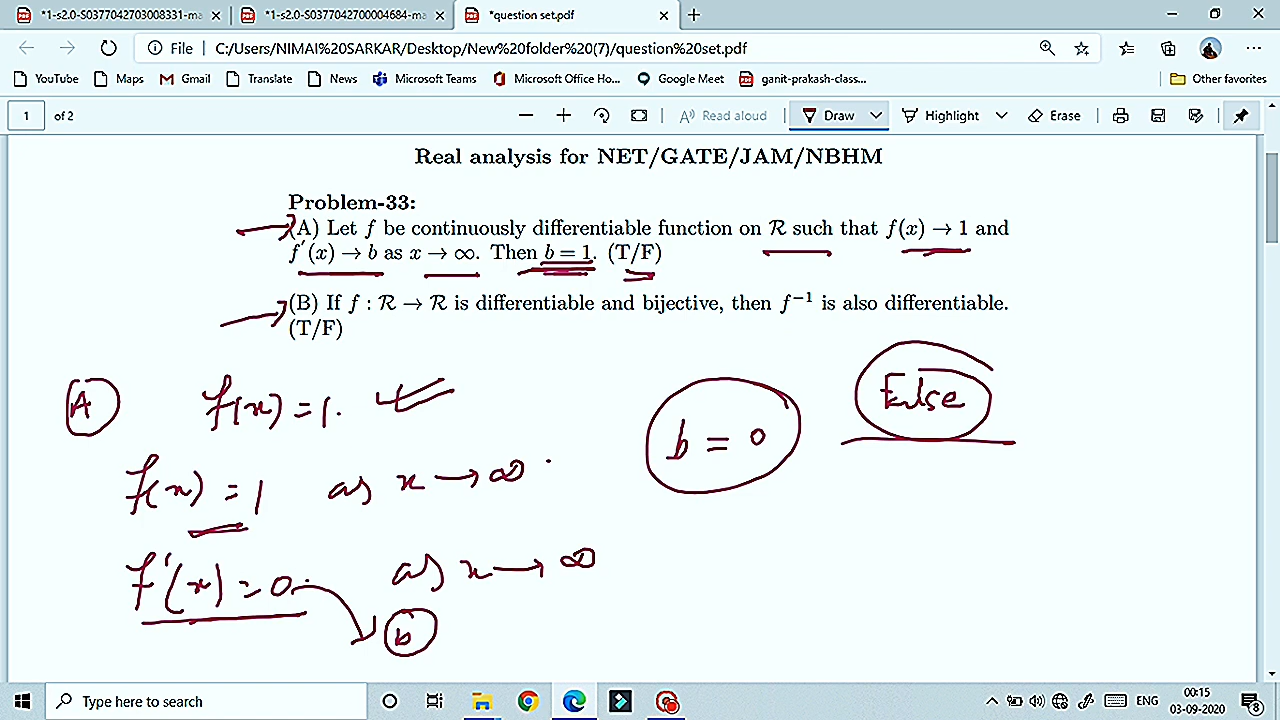 *1-s2.0-S0377042703008331-ma
*1-s2.0-S0377042700004684-ma
*question set.pdf
File
C:/Users/NIMAI%20SARKAR/Desktop/New%20folder%20(7)/question%20set.pdf
YouTube
Maps
Gmail
Translate
News
Microsoft Teams
Microsoft Office Ho...
Google Meet
ganit-prakash-class...
Other favorites
1 of 2
Read aloud
Draw
Highlight
Erase
Real analysis for NET/GATE/JAM/NBHM
Problem-33:
(A) Let f be continuously differentiable function on ℛ such that f(x) → 1 and
f′(x) → b as x → ∞. Then b = 1. (T/F)
(B) If f : ℛ → ℛ is differentiable and bijective, then f⁻¹ is also differentiable.
(T/F)
A
f(x) = 1.
b = 0
False
f(x) = 1 as x → ∞
f′(x) = 0 as x → ∞
b
Type here to search
ENG
00:15
03-09-2020
8